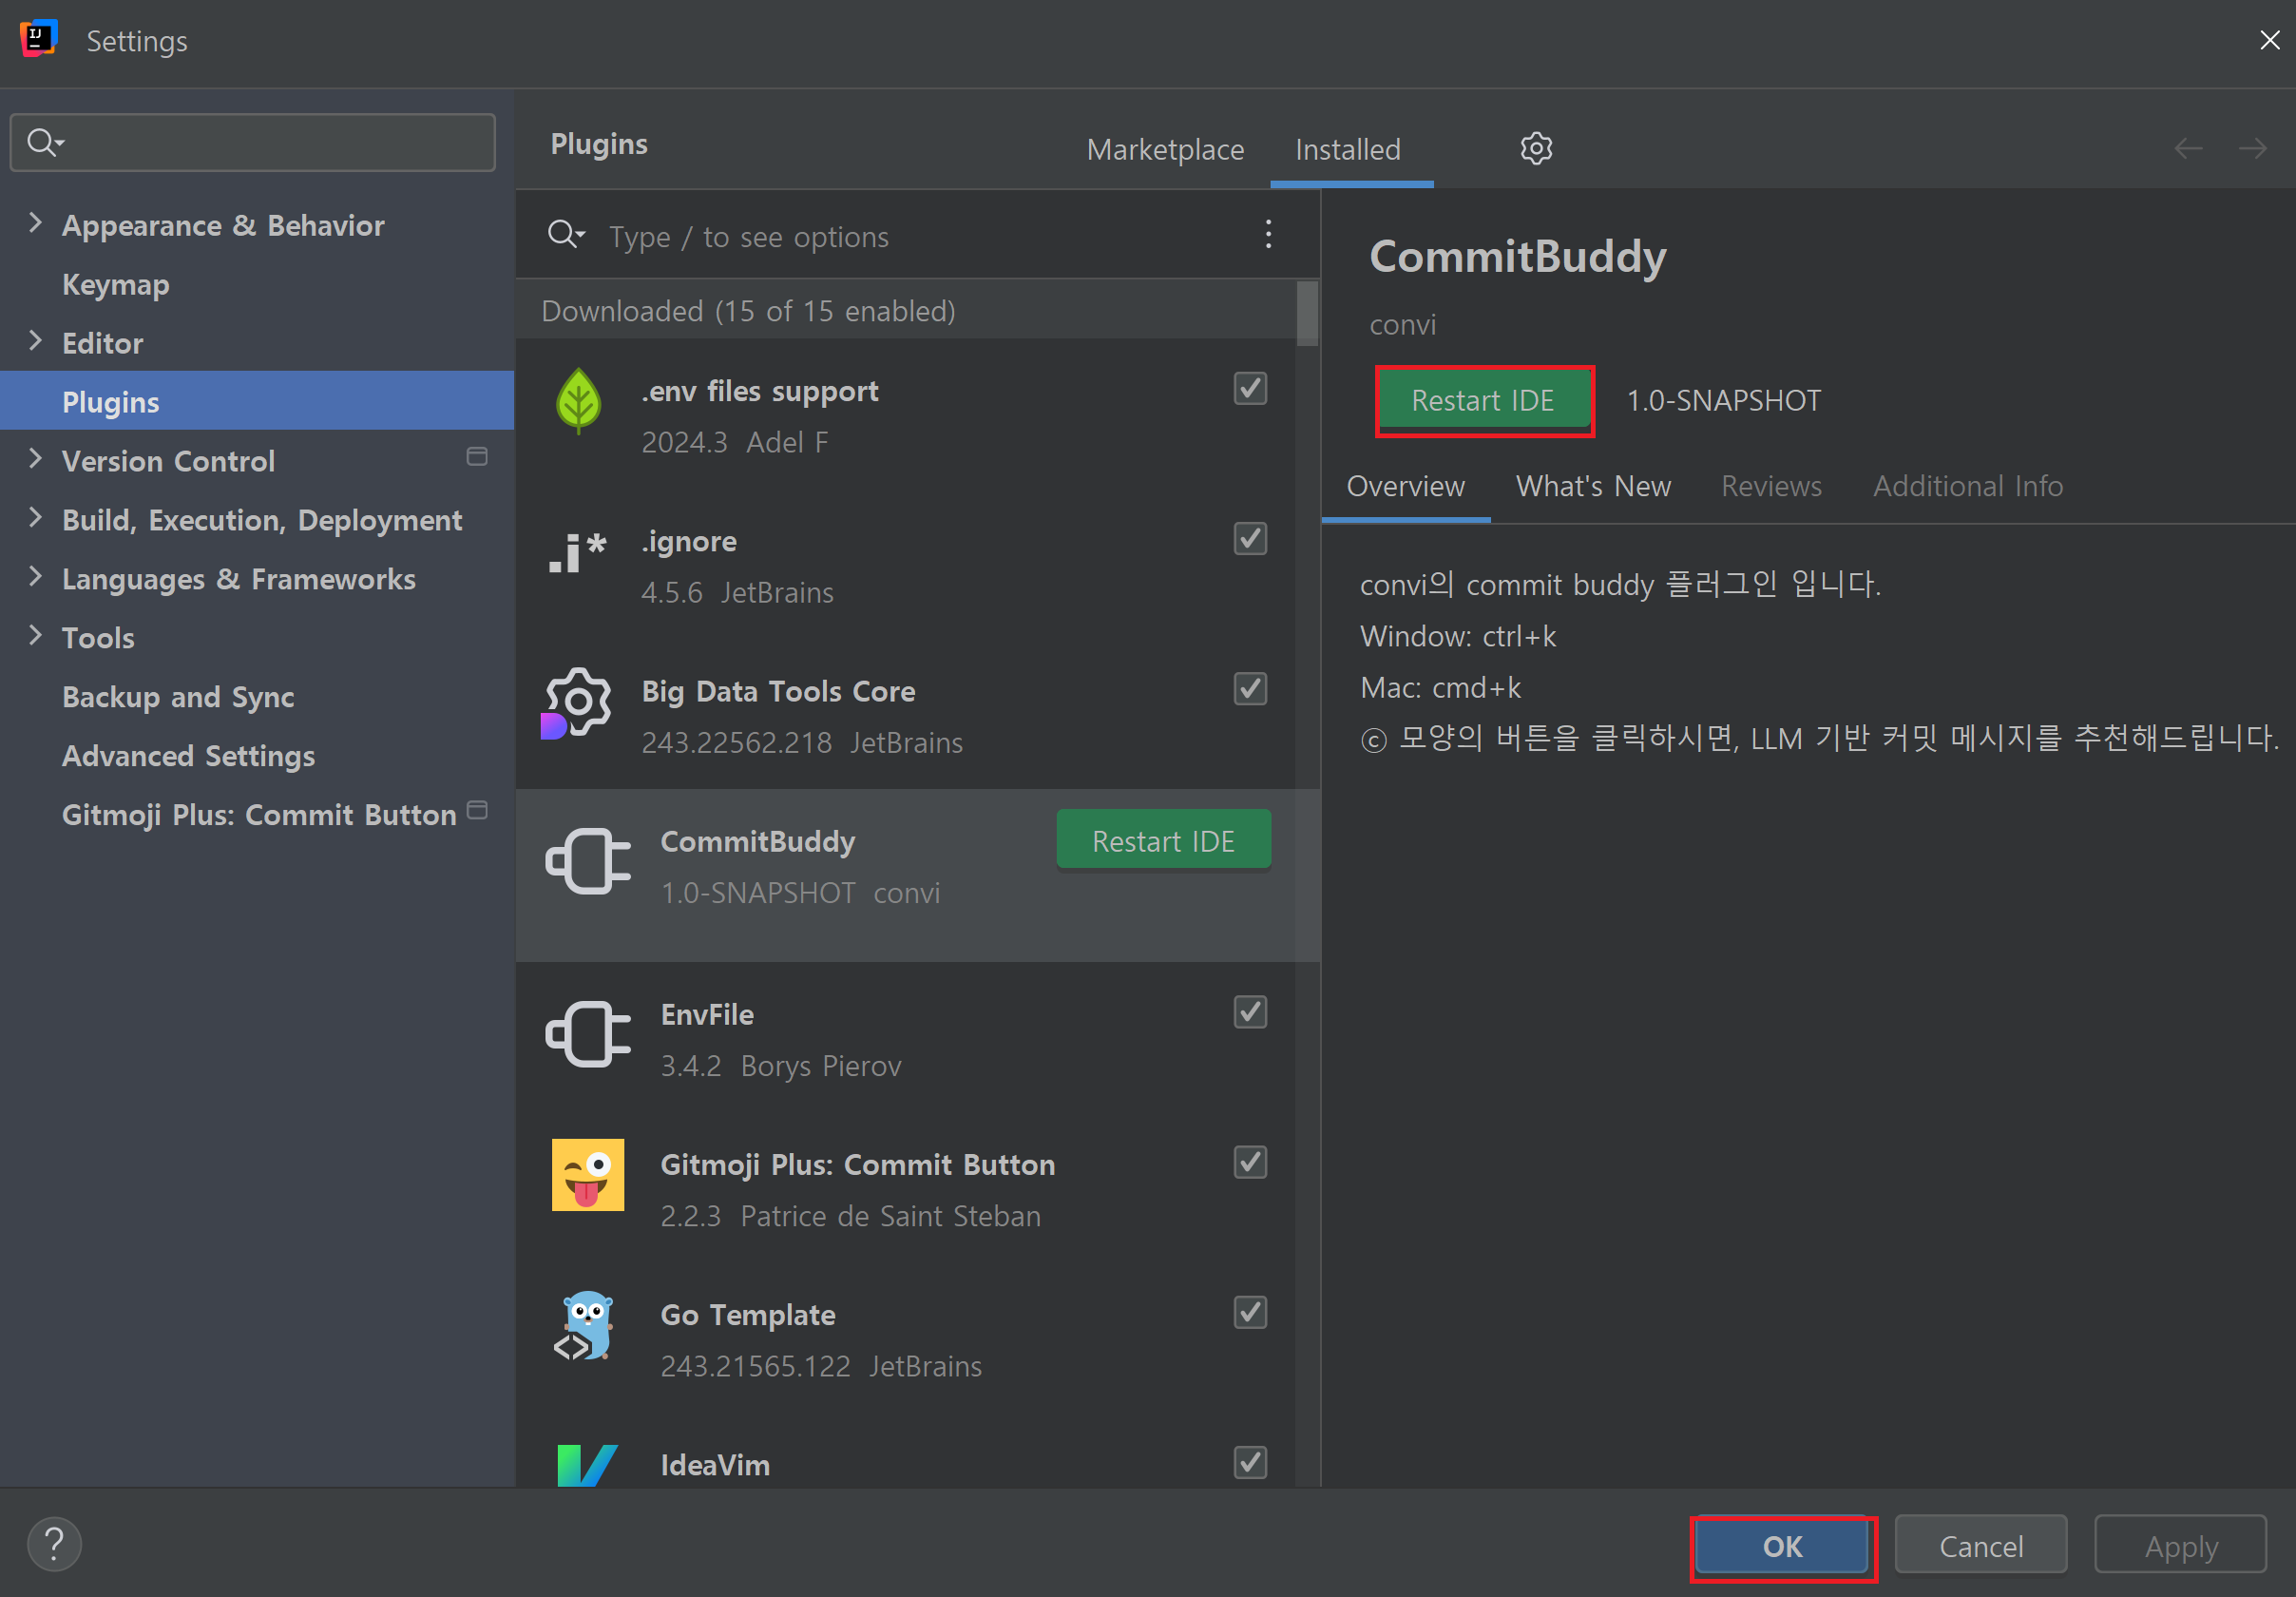 IJ
Settings
Appearance & Behavior
Keymap
Editor
Plugins
Version Control
Build, Execution, Deployment
Languages & Frameworks
Tools
Backup and Sync
Advanced Settings
Gitmoji Plus: Commit Button
Plugins
Marketplace
Installed
Type / to see options
Downloaded (15 of 15 enabled)
.env files support
2024.3 Adel F
.i*
.ignore
4.5.6 JetBrains
Big Data Tools Core
243.22562.218 JetBrains
CommitBuddy
Restart IDE
1.0-SNAPSHOT convi
EnvFile
3.4.2 Borys Pierov
Gitmoji Plus: Commit Button
2.2.3 Patrice de Saint Steban
Go Template
243.21565.122 JetBrains
IdeaVim
CommitBuddy
convi
Restart IDE 1.0-SNAPSHOT
Overview What's New Reviews Additional Info
convi의 commit buddy 플러그인 입니다.
Window: ctrl+k
Mac: cmd+k
ⓒ 모양의 버튼을 클릭하시면, LLM 기반 커밋 메시지를 추천해드립니다.
?
OK
Cancel
Apply